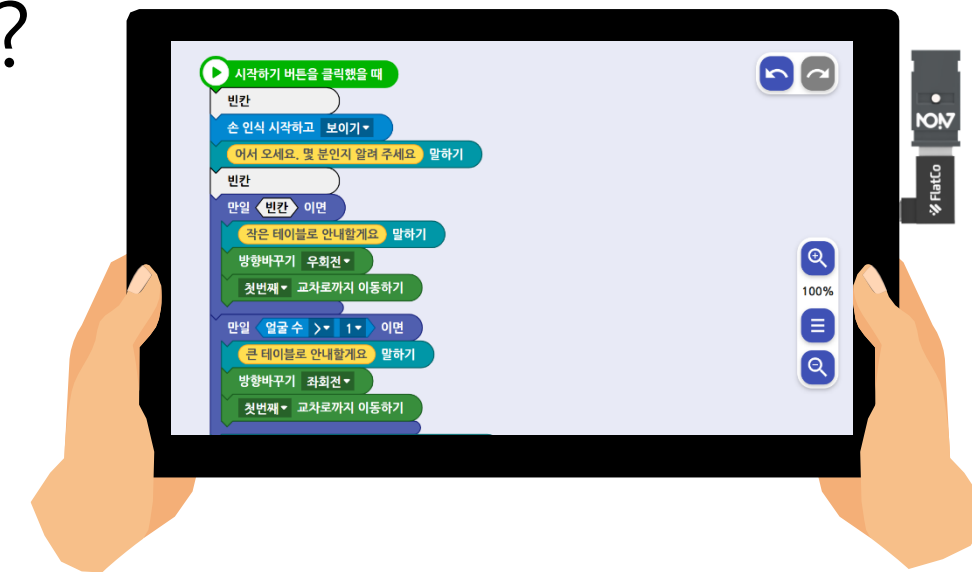 ?
시작하기 버튼을 클릭했을 때
빈칸
손 인식 시작하고 보이기
어서 오세요. 몇 분인지 알려 주세요 말하기
빈칸
만일 빈칸 이면
작은 테이블로 안내할게요 말하기
방향바꾸기 우회전
첫번째 교차로까지 이동하기
만일 얼굴 수 > 1 이면
큰 테이블로 안내할게요 말하기
방향바꾸기 좌회전
첫번째 교차로까지 이동하기
100%
FlatCo